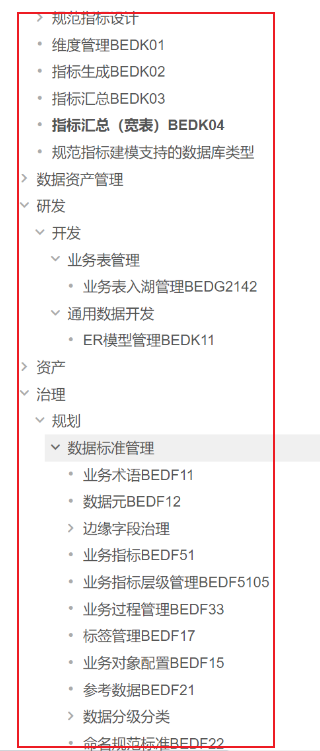 规范指标设计
维度管理BEDK01
指标生成BEDK02
指标汇总BEDK03
指标汇总（宽表）BEDK04
规范指标建模支持的数据库类型
数据资产管理
研发
开发
业务表管理
业务表入湖管理BEDG2142
通用数据开发
ER模型管理BEDK11
资产
治理
规划
数据标准管理
业务术语BEDF11
数据元BEDF12
边缘字段治理
业务指标BEDF51
业务指标层级管理BEDF5105
业务过程管理BEDF33
标签管理BEDF17
业务对象配置BEDF15
参考数据BEDF21
数据分级分类
命名规范标准BEDF22